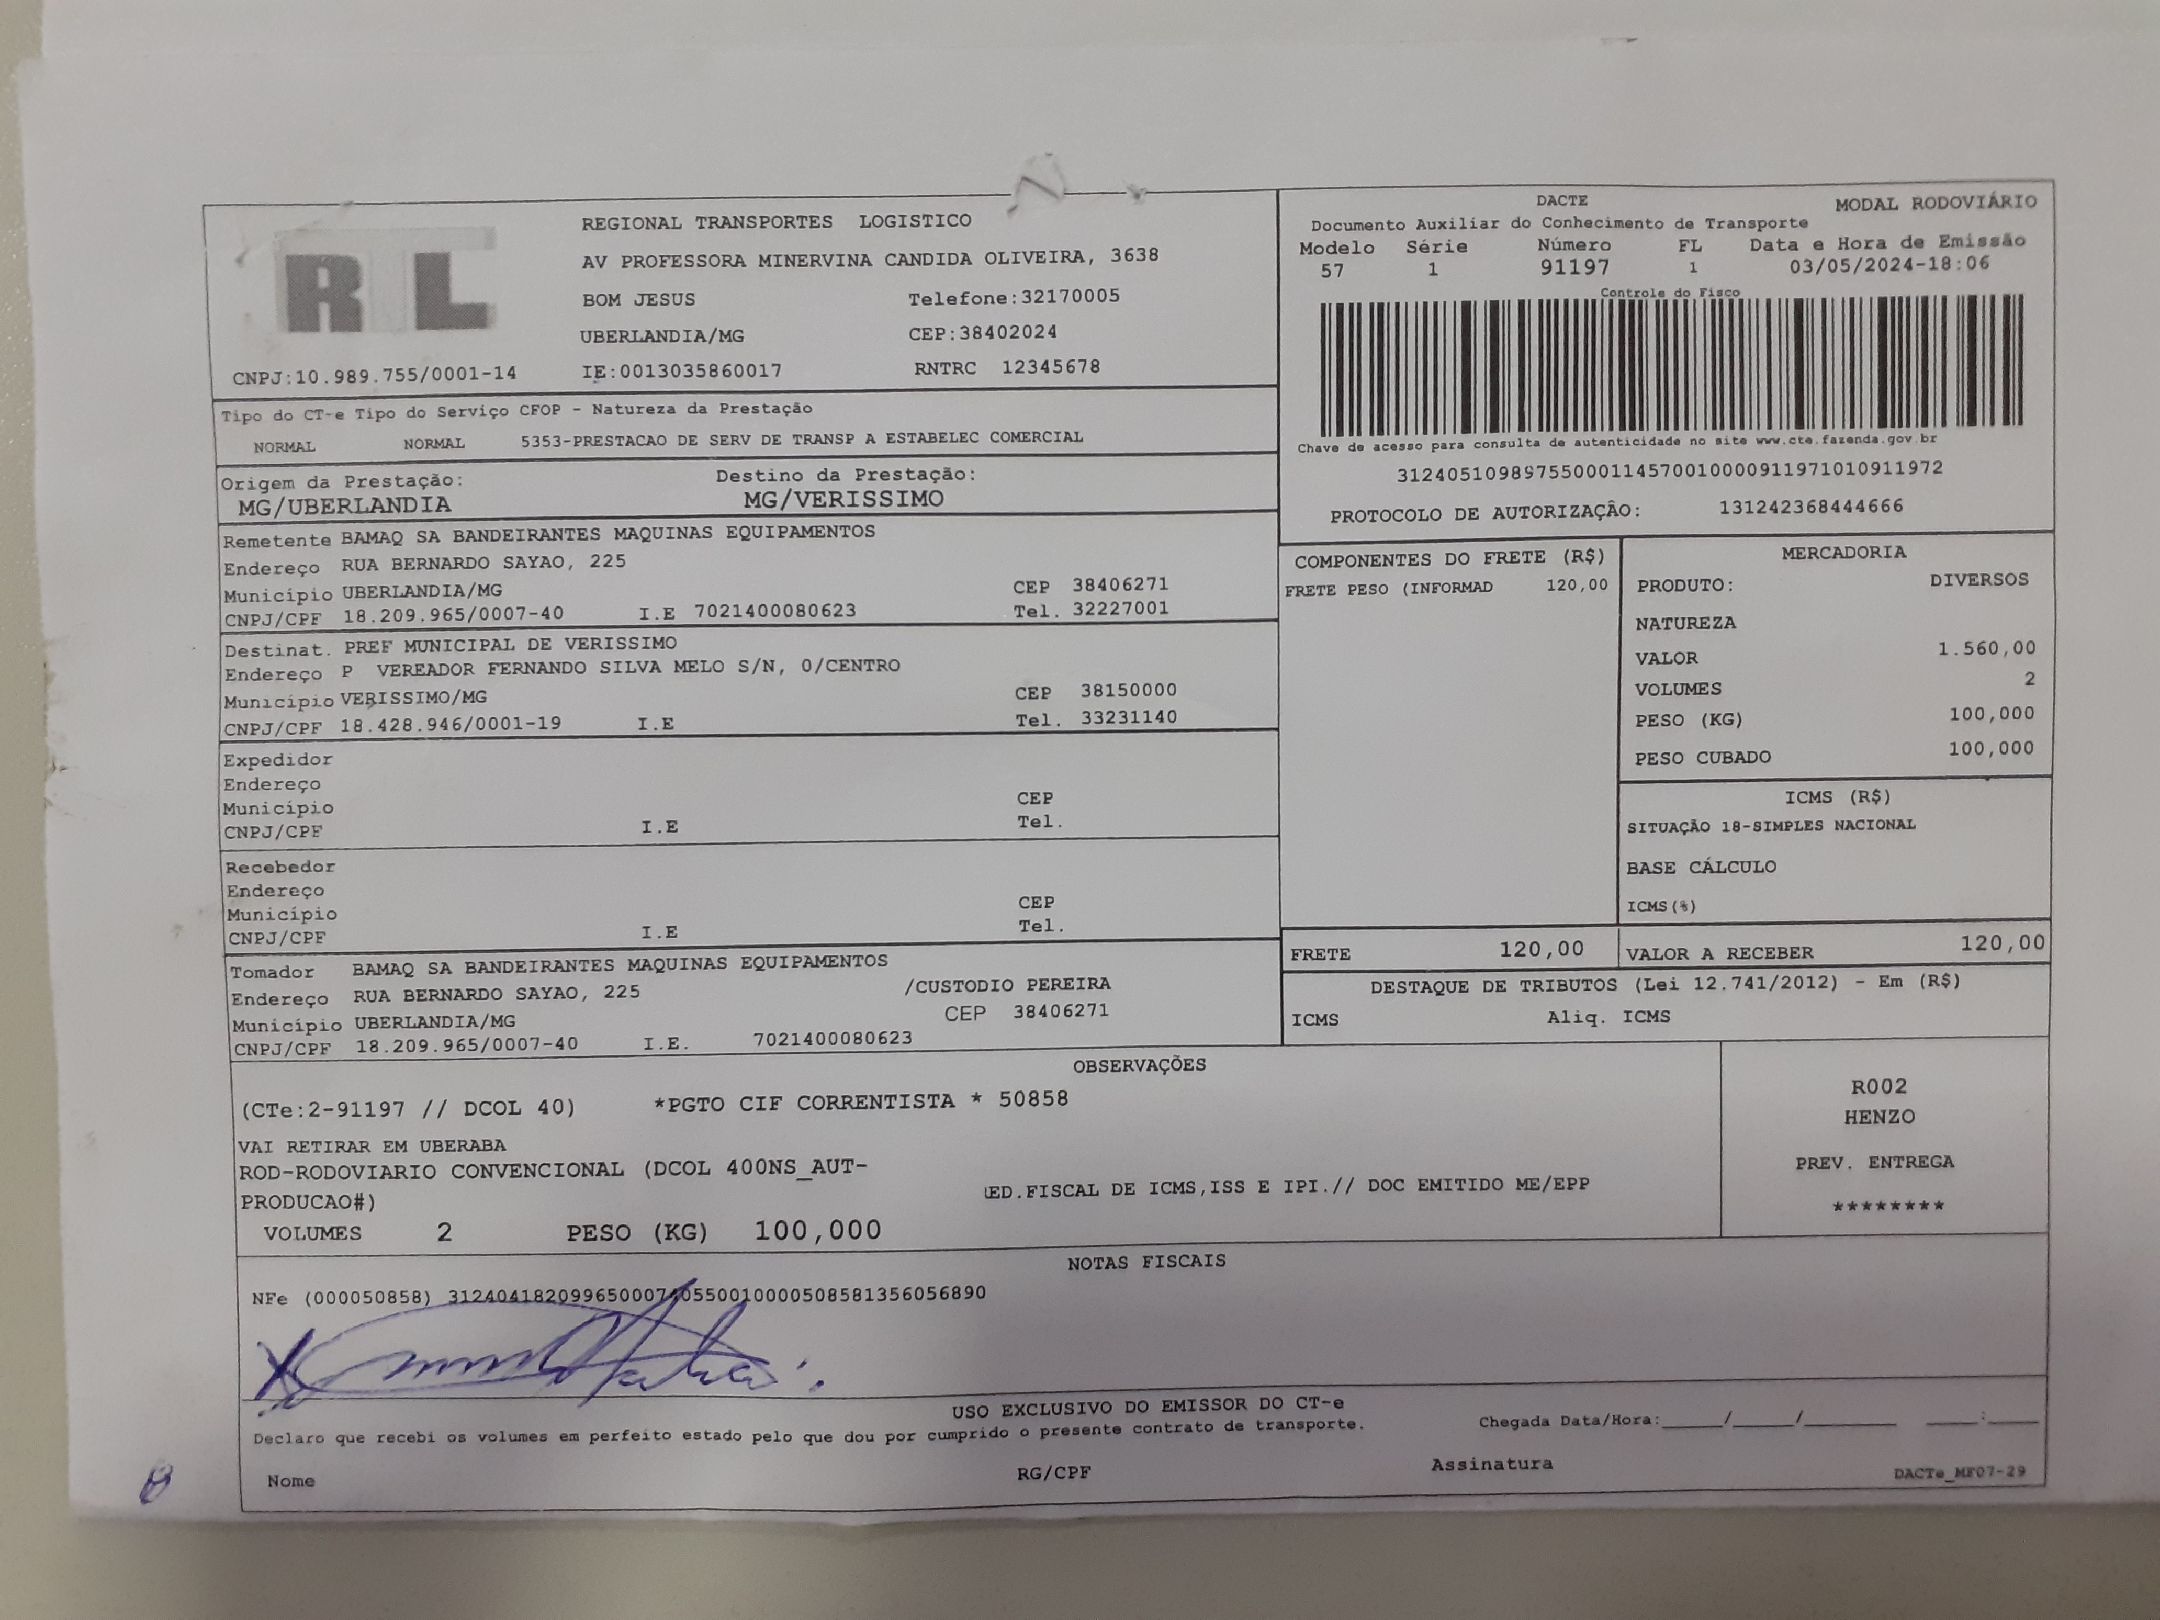 RTL
REGIONAL TRANSPORTES LOGISTICO
AV PROFESSORA MINERVINA CANDIDA OLIVEIRA, 3638
BOM JESUS Telefone:32170005
UBERLANDIA/MG CEP:38402024
CNPJ:10.989.755/0001-14 IE:0013035860017 RNTRC 12345678
DACTE MODAL RODOVIÁRIO
Documento Auxiliar do Conhecimento de Transporte
Modelo Série Número FL Data e Hora de Emissão
57 1 91197 1 03/05/2024-18:06
Controle do Fisco
Chave de acesso para consulta de autenticidade no site www.cte.fazenda.gov.br
31240510989755000114570010000911971010911972
PROTOCOLO DE AUTORIZAÇÃO: 131242368444666
Tipo do CT-e Tipo do Serviço CFOP - Natureza da Prestação
NORMAL NORMAL 5353-PRESTACAO DE SERV DE TRANSP A ESTABELEC COMERCIAL
Origem da Prestação: Destino da Prestação:
MG/UBERLANDIA MG/VERISSIMO
Remetente BAMAQ SA BANDEIRANTES MAQUINAS EQUIPAMENTOS
Endereço RUA BERNARDO SAYAO, 225
Município UBERLANDIA/MG CEP 38406271
CNPJ/CPF 18.209.965/0007-40 I.E 7021400080623 Tel. 32227001
Destinat. PREF MUNICIPAL DE VERISSIMO
Endereço P VEREADOR FERNANDO SILVA MELO S/N, 0/CENTRO
Município VERISSIMO/MG CEP 38150000
CNPJ/CPF 18.428.946/0001-19 I.E Tel. 33231140
Expedidor
Endereço
Município CEP
CNPJ/CPF I.E Tel.
Recebedor
Endereço
Município CEP
CNPJ/CPF I.E Tel.
Tomador BAMAQ SA BANDEIRANTES MAQUINAS EQUIPAMENTOS
Endereço RUA BERNARDO SAYAO, 225 /CUSTODIO PEREIRA
Município UBERLANDIA/MG CEP 38406271
CNPJ/CPF 18.209.965/0007-40 I.E. 7021400080623
COMPONENTES DO FRETE (R$)
FRETE PESO (INFORMAD 120,00
MERCADORIA
PRODUTO: DIVERSOS
NATUREZA
VALOR 1.560,00
VOLUMES 2
PESO (KG) 100,000
PESO CUBADO 100,000
ICMS (R$)
SITUAÇÃO 18-SIMPLES NACIONAL
BASE CÁLCULO
ICMS(%)
FRETE 120,00 VALOR A RECEBER 120,00
DESTAQUE DE TRIBUTOS (Lei 12.741/2012) - Em (R$)
ICMS Aliq. ICMS
OBSERVAÇÕES
(CTe:2-91197 // DCOL 40) *PGTO CIF CORRENTISTA * 50858
VAI RETIRAR EM UBERABA
ROD-RODOVIARIO CONVENCIONAL (DCOL 400NS_AUT-
PRODUCAO#) ED.FISCAL DE ICMS,ISS E IPI.// DOC EMITIDO ME/EPP
VOLUMES 2 PESO (KG) 100,000
R002
HENZO
PREV. ENTREGA
********
NOTAS FISCAIS
NFe (000050858) 31240418209965000740550010000508581356056890
USO EXCLUSIVO DO EMISSOR DO CT-e
Declaro que recebi os volumes em perfeito estado pelo que dou por cumprido o presente contrato de transporte. Chegada Data/Hora:_____/_____/________ ____:____
Nome RG/CPF Assinatura DACTe_MF07-29